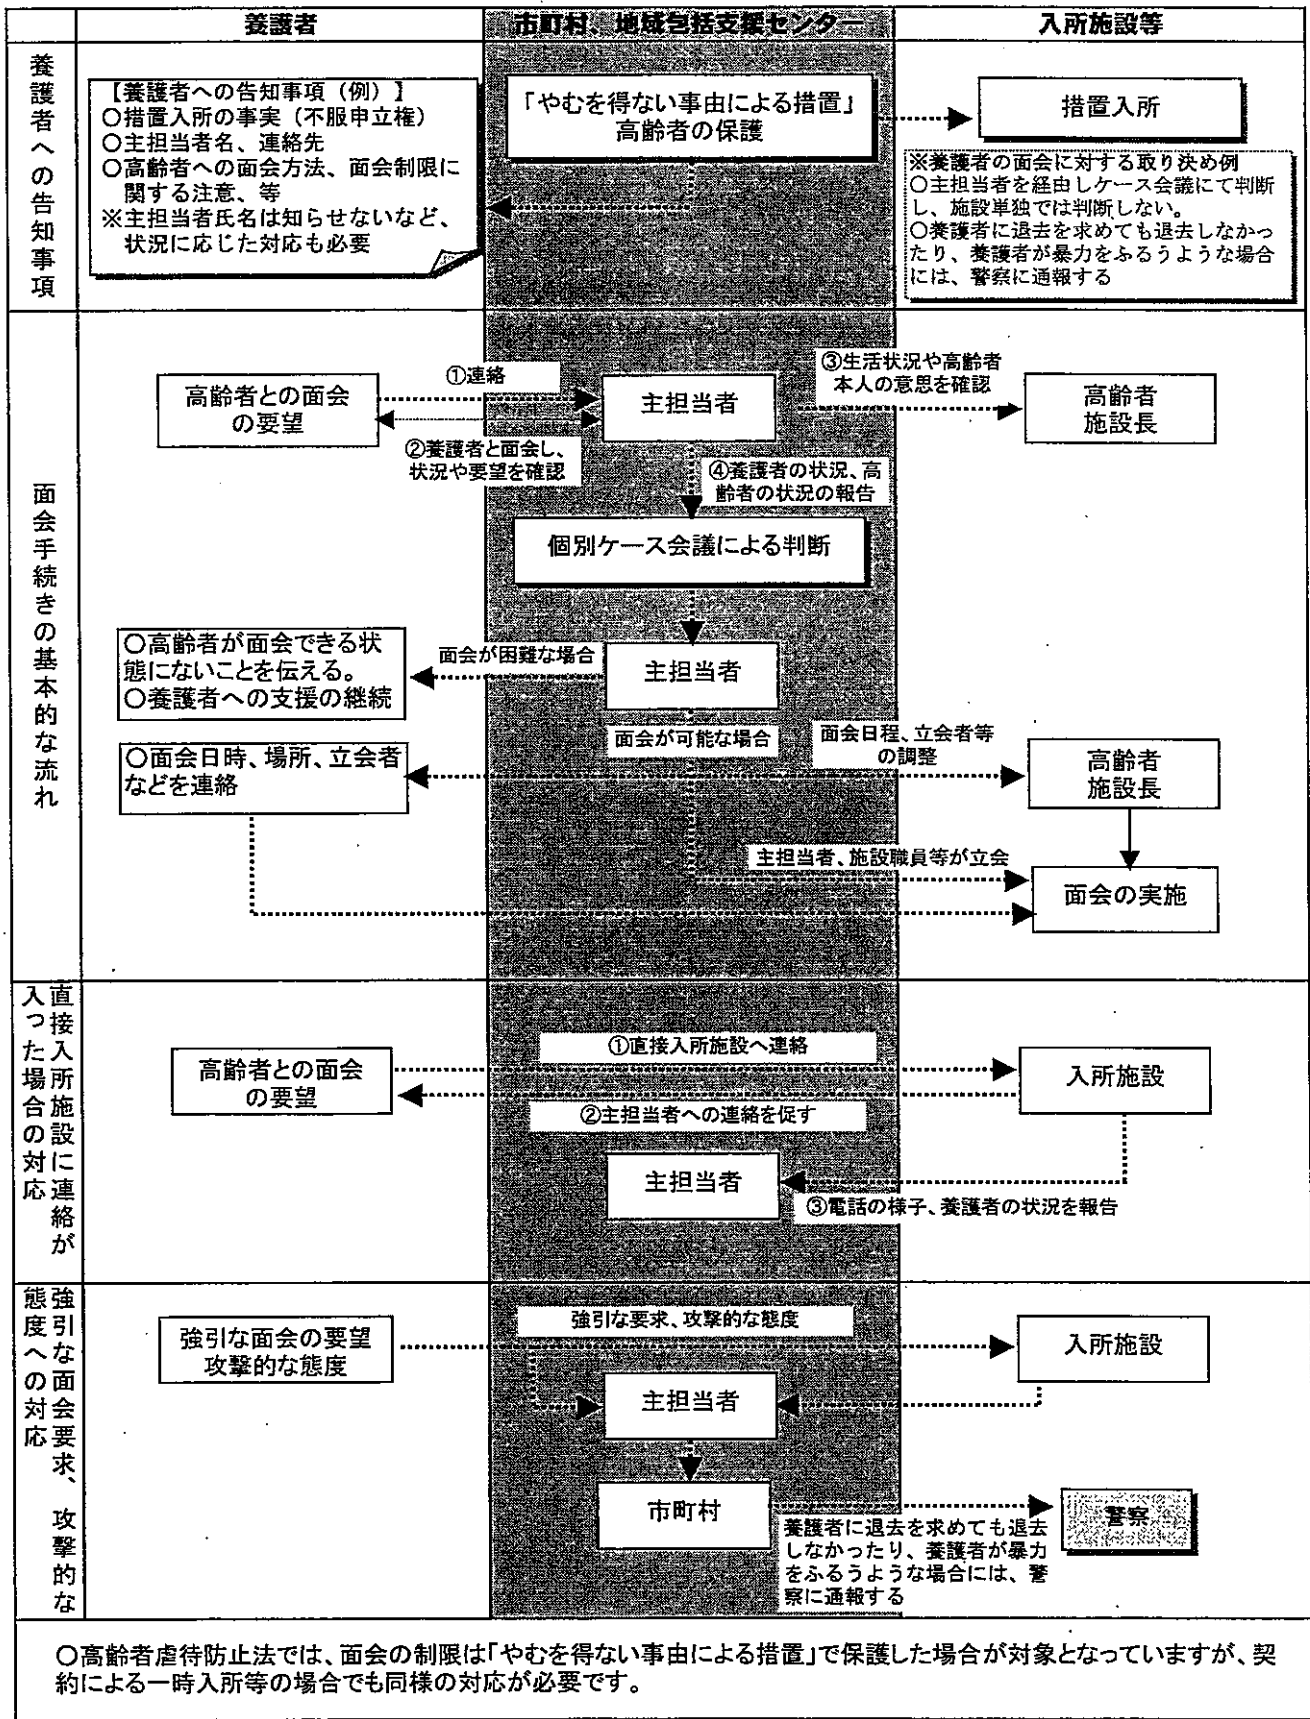 養護者
市町村、地域包括支援センター
入所施設等
養護者への告知事項
【養護者への告知事項（例）】
○措置入所の事実（不服申立権）
○主担当者名、連絡先
○高齢者への面会方法、面会制限に
関する注意、等
※主担当者氏名は知らせないなど、
状況に応じた対応も必要
「やむを得ない事由による措置」
高齢者の保護
措置入所
※養護者の面会に対する取り決め例
○主担当者を経由しケース会議にて判断
し、施設単独では判断しない。
○養護者に退去を求めても退去しなかっ
たり、養護者が暴力をふるうような場合
には、警察に通報する
面会手続きの基本的な流れ
高齢者との面会
の要望
①連絡
②養護者と面会し、
状況や要望を確認
主担当者
③生活状況や高齢者
本人の意思を確認
高齢者
施設長
④養護者の状況、高
齢者の状況の報告
個別ケース会議による判断
○高齢者が面会できる状
態にないことを伝える。
○養護者への支援の継続
面会が困難な場合
主担当者
面会が可能な場合
○面会日時、場所、立会者
などを連絡
面会日程、立会者等
の調整
高齢者
施設長
主担当者、施設職員等が立会
面会の実施
直接入所施設に連絡が
入った場合の対応
高齢者との面会
の要望
①直接入所施設へ連絡
②主担当者への連絡を促す
入所施設
主担当者
③電話の様子、養護者の状況を報告
強引な面会要求、攻撃的な
態度への対応
強引な面会の要望
攻撃的な態度
強引な要求、攻撃的な態度
入所施設
主担当者
市町村
警察
養護者に退去を求めても退去
しなかったり、養護者が暴力
をふるうような場合には、警
察に通報する
○高齢者虐待防止法では、面会の制限は「やむを得ない事由による措置」で保護した場合が対象となっていますが、契
約による一時入所等の場合でも同様の対応が必要です。